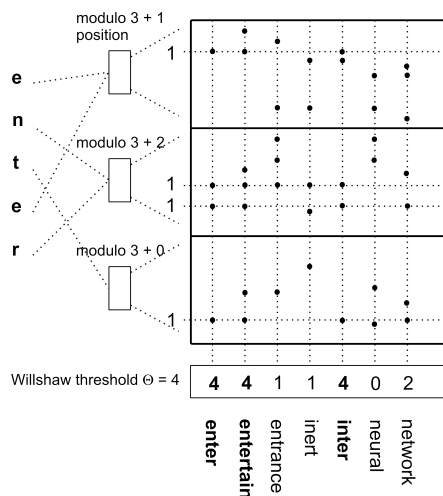 modulo 3 + 1
position
1
e
n
modulo 3 + 2
t
1
e
1
r
modulo 3 + 0
1
Willshaw threshold Θ = 4
4 4 1 1 4 0 2
enter
entertain
entrance
inert
inter
neural
network